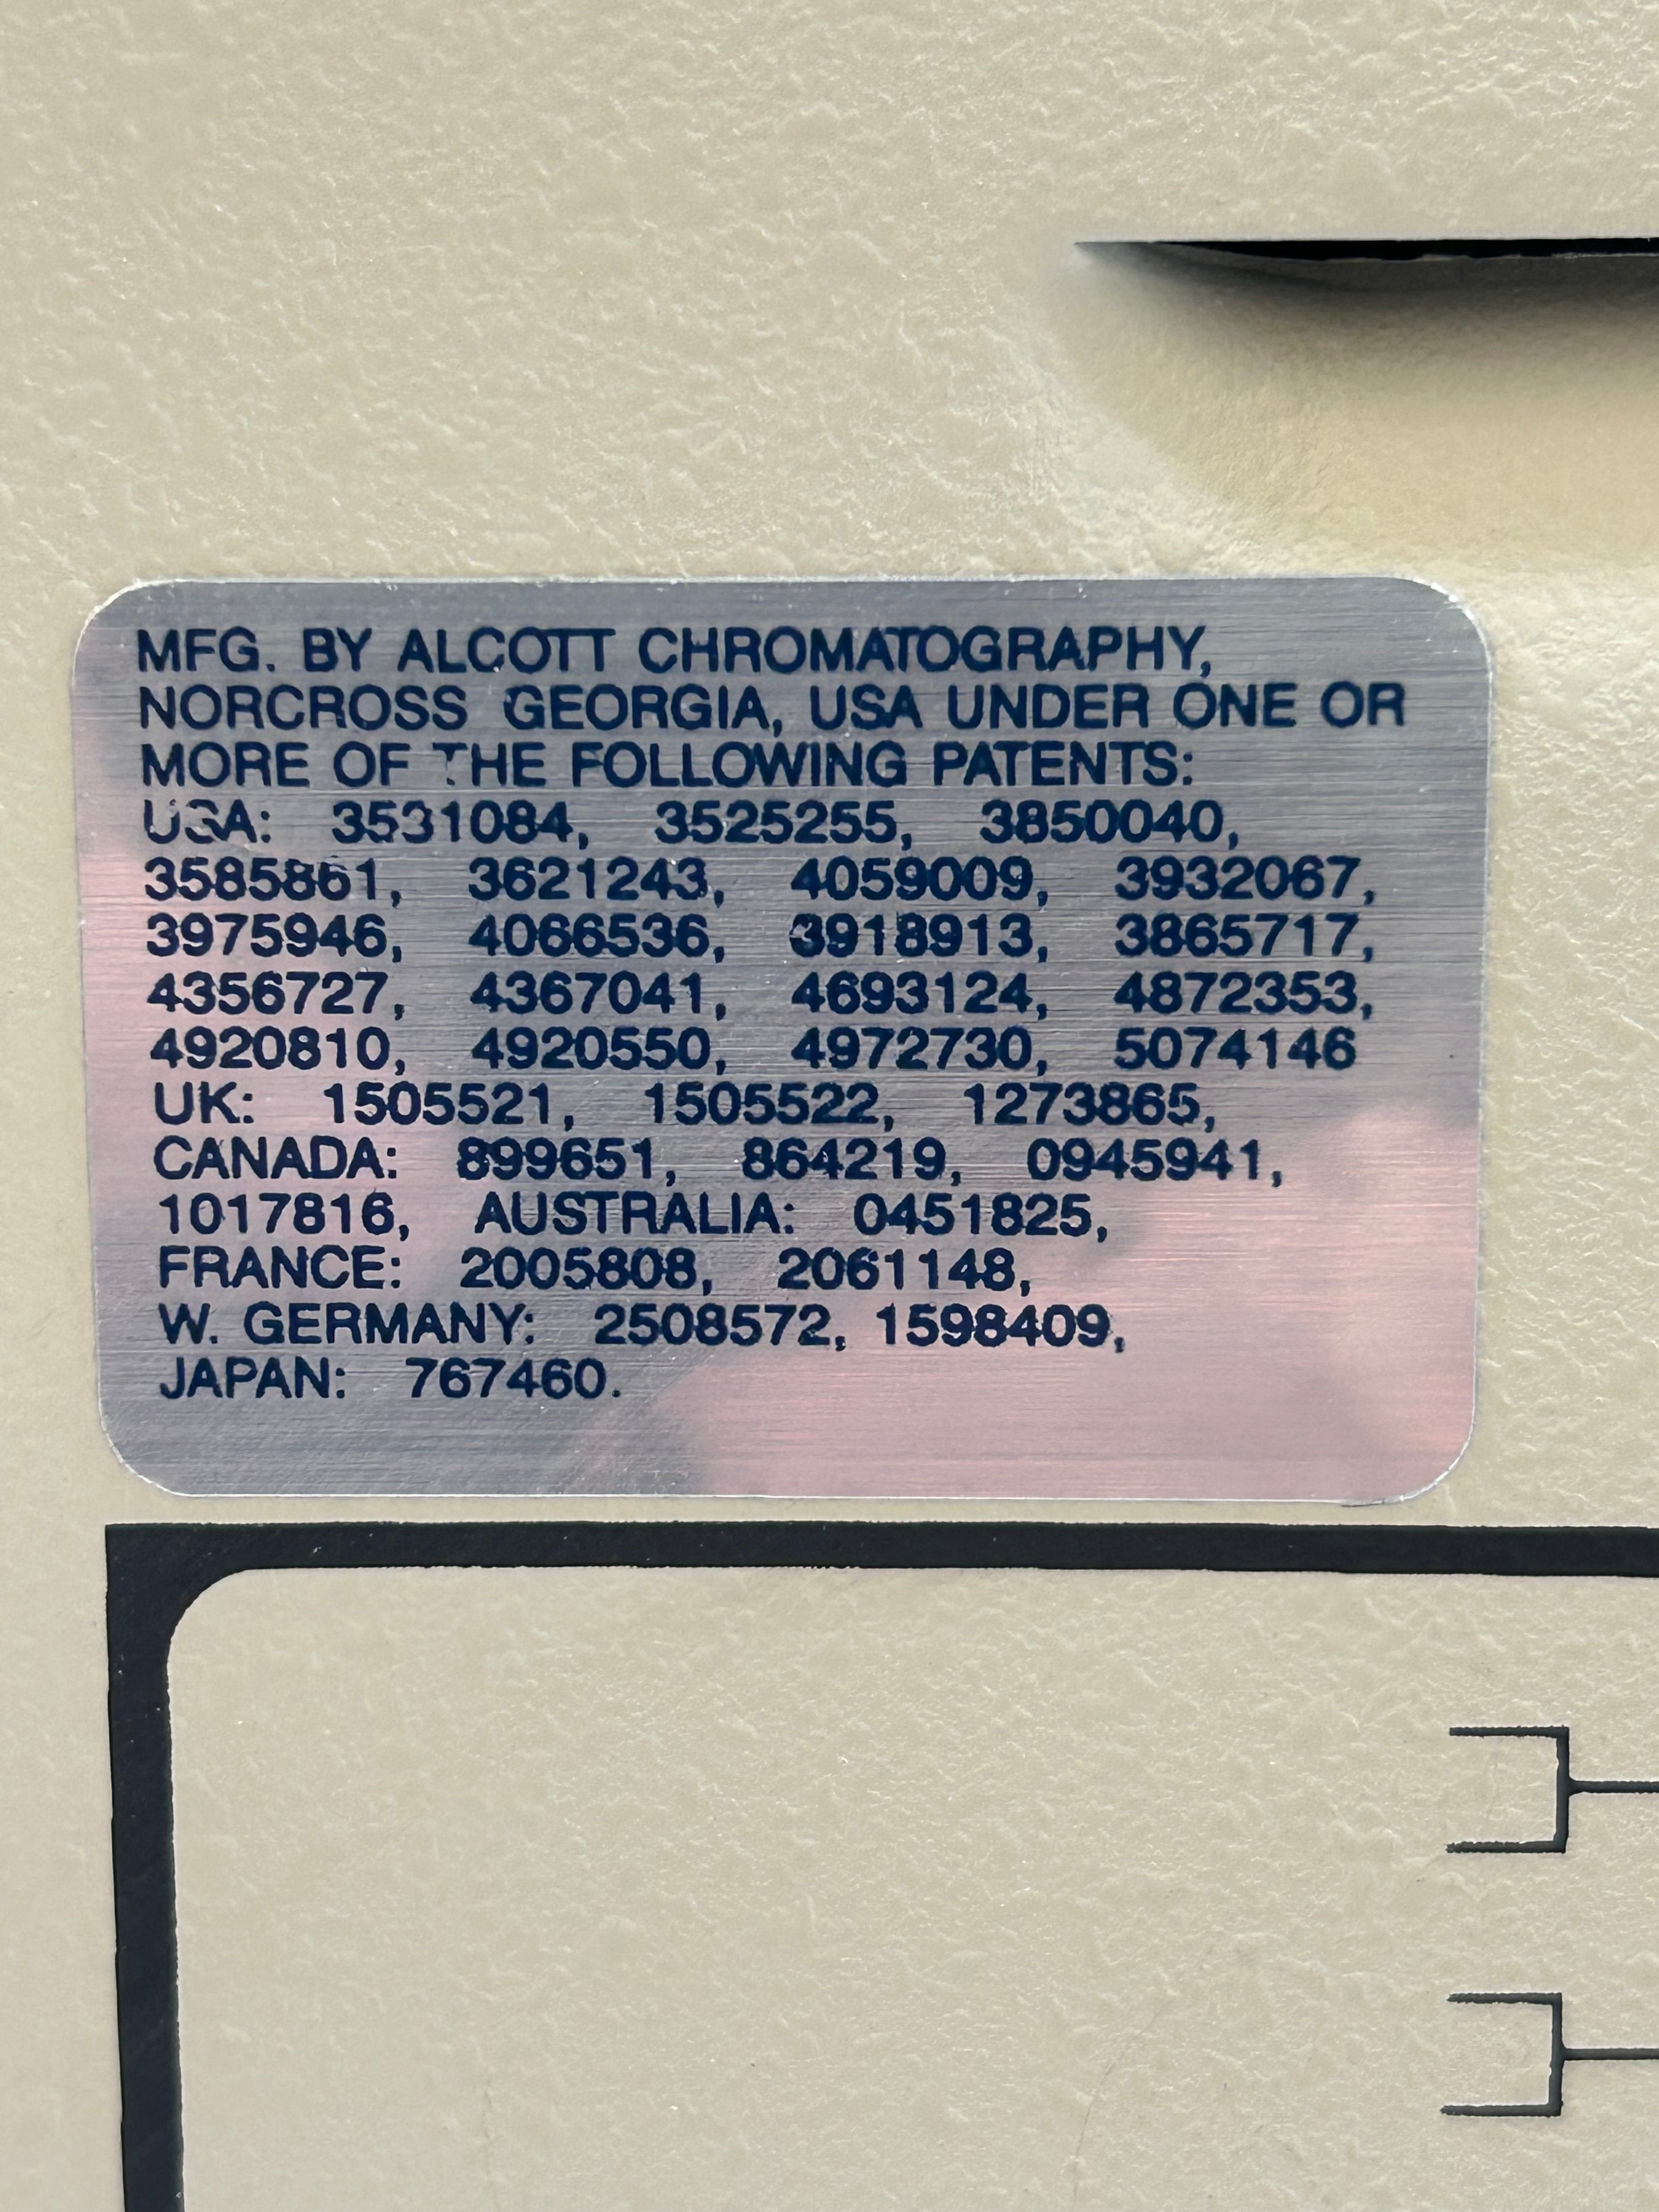 MFG. BY ALCOTT CHROMATOGRAPHY,
NORCROSS GEORGIA, USA UNDER ONE OR
MORE OF THE FOLLOWING PATENTS:
USA: 3531084, 3525255, 3850040,
3585861, 3621243, 4059009, 3932067,
3975946, 4066536, 3918913, 3865717,
4356727, 4367041, 4693124, 4872353,
4920810, 4920550, 4972730, 5074146
UK: 1505521, 1505522, 1273865,
CANADA: 899651, 864219, 0945941,
1017816, AUSTRALIA: 0451825,
FRANCE: 2005808, 2061148,
W. GERMANY: 2508572, 1598409,
JAPAN: 767460.